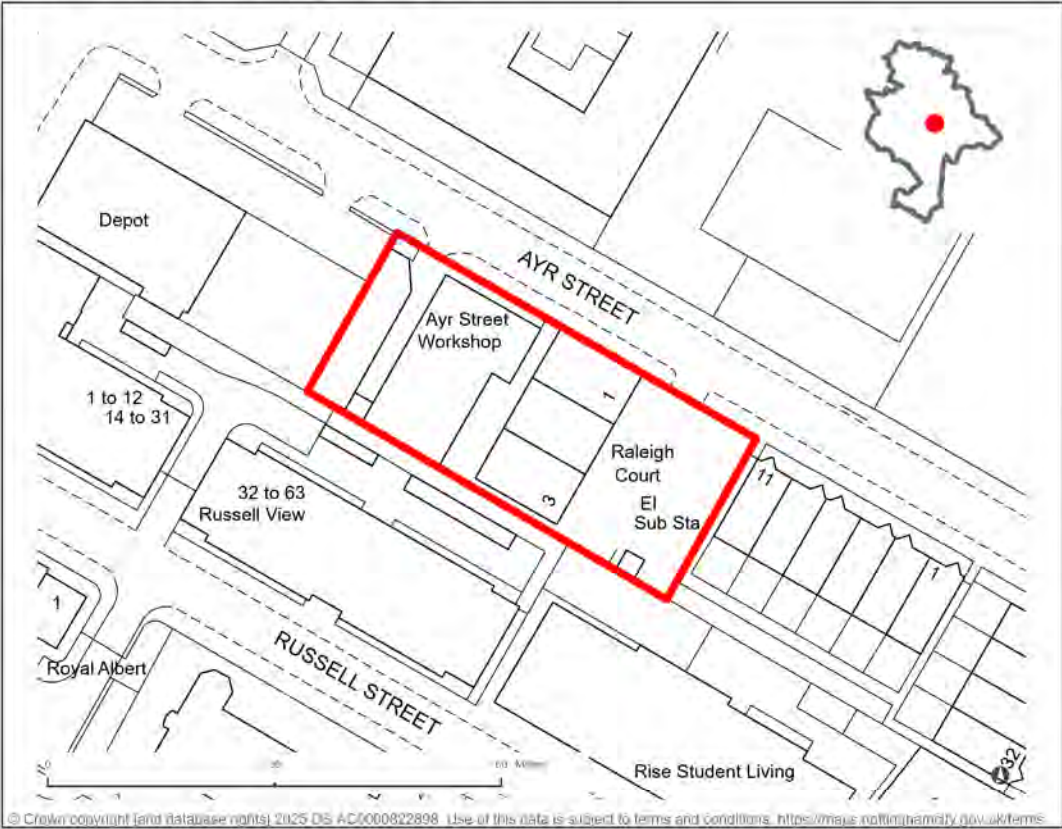 Depot
AYR STREET
Ayr Street
Workshop
1
1 to 12
14 to 31
Raleigh
Court
El
Sub Sta
3
11
32 to 63
Russell View
1
1
Royal Albert
RUSSELL STREET
32
Rise Student Living
© Crown copyright (and database rights) 2025 OS AC0000822898. Use of this data is subject to terms and conditions.